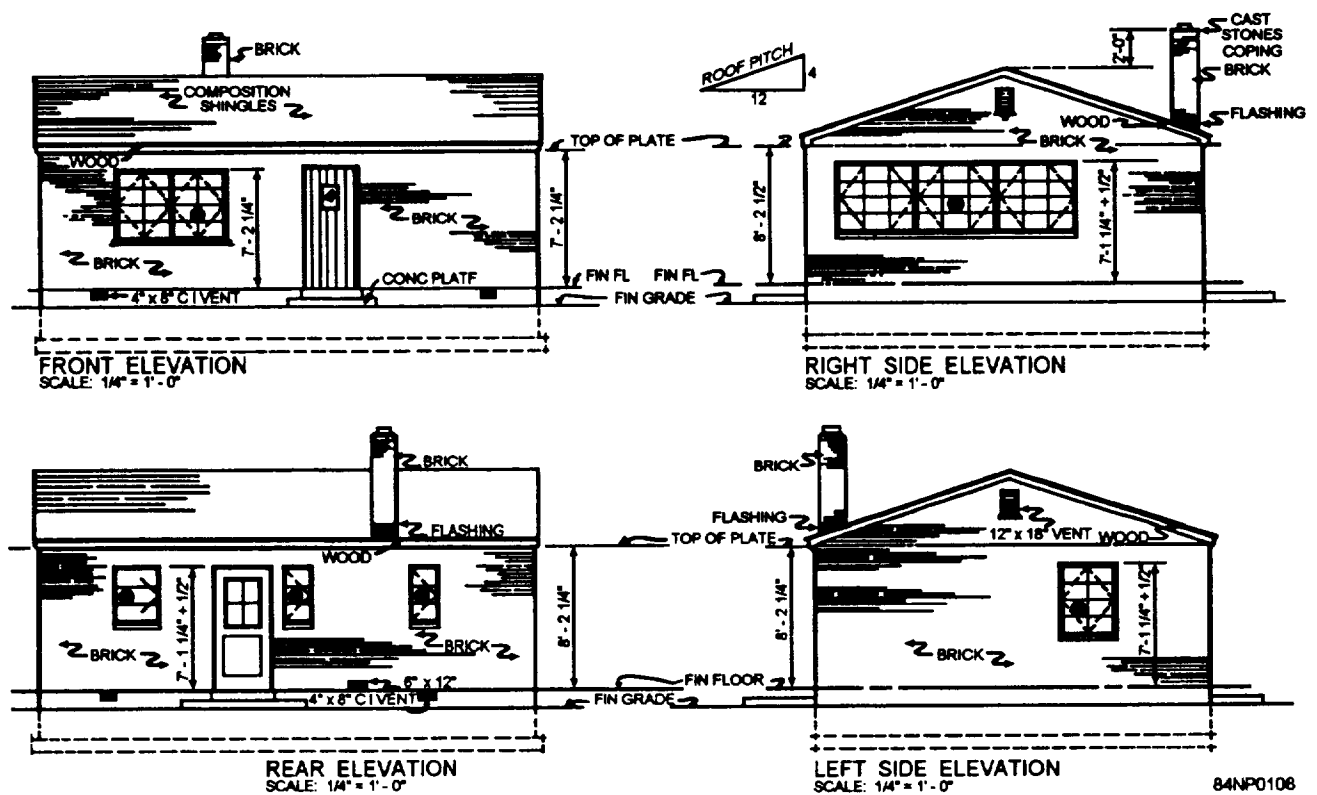 BRICK
COMPOSITION
SHINGLES
WOOD
TOP OF PLATE
7' - 2 1/4"
7' - 2 1/4"
BRICK
BRICK
CONC PLATF
4" x 8" C I VENT
FIN FL
FIN GRADE
FRONT ELEVATION
SCALE: 1/4" = 1' - 0"
ROOF PITCH
4
12
2'-0"
CAST
STONES
COPING
BRICK
FLASHING
WOOD
BRICK
8' - 2 1/2"
7'-1 1/4" + 1/2"
FIN FL
RIGHT SIDE ELEVATION
SCALE: 1/4" = 1' - 0"
BRICK
FLASHING
WOOD
TOP OF PLATE
7' - 1 1/4" + 1/2"
8' - 2 1/4"
BRICK
BRICK
6" x 12"
4" x 8" C I VENT
FIN FLOOR
FIN GRADE
REAR ELEVATION
SCALE: 1/4" = 1' - 0"
BRICK
FLASHING
12" x 18" VENT
WOOD
8' - 2 1/4"
7'- 1 1/4" + 1/2"
BRICK
LEFT SIDE ELEVATION
SCALE: 1/4" = 1' - 0"
84NP0108